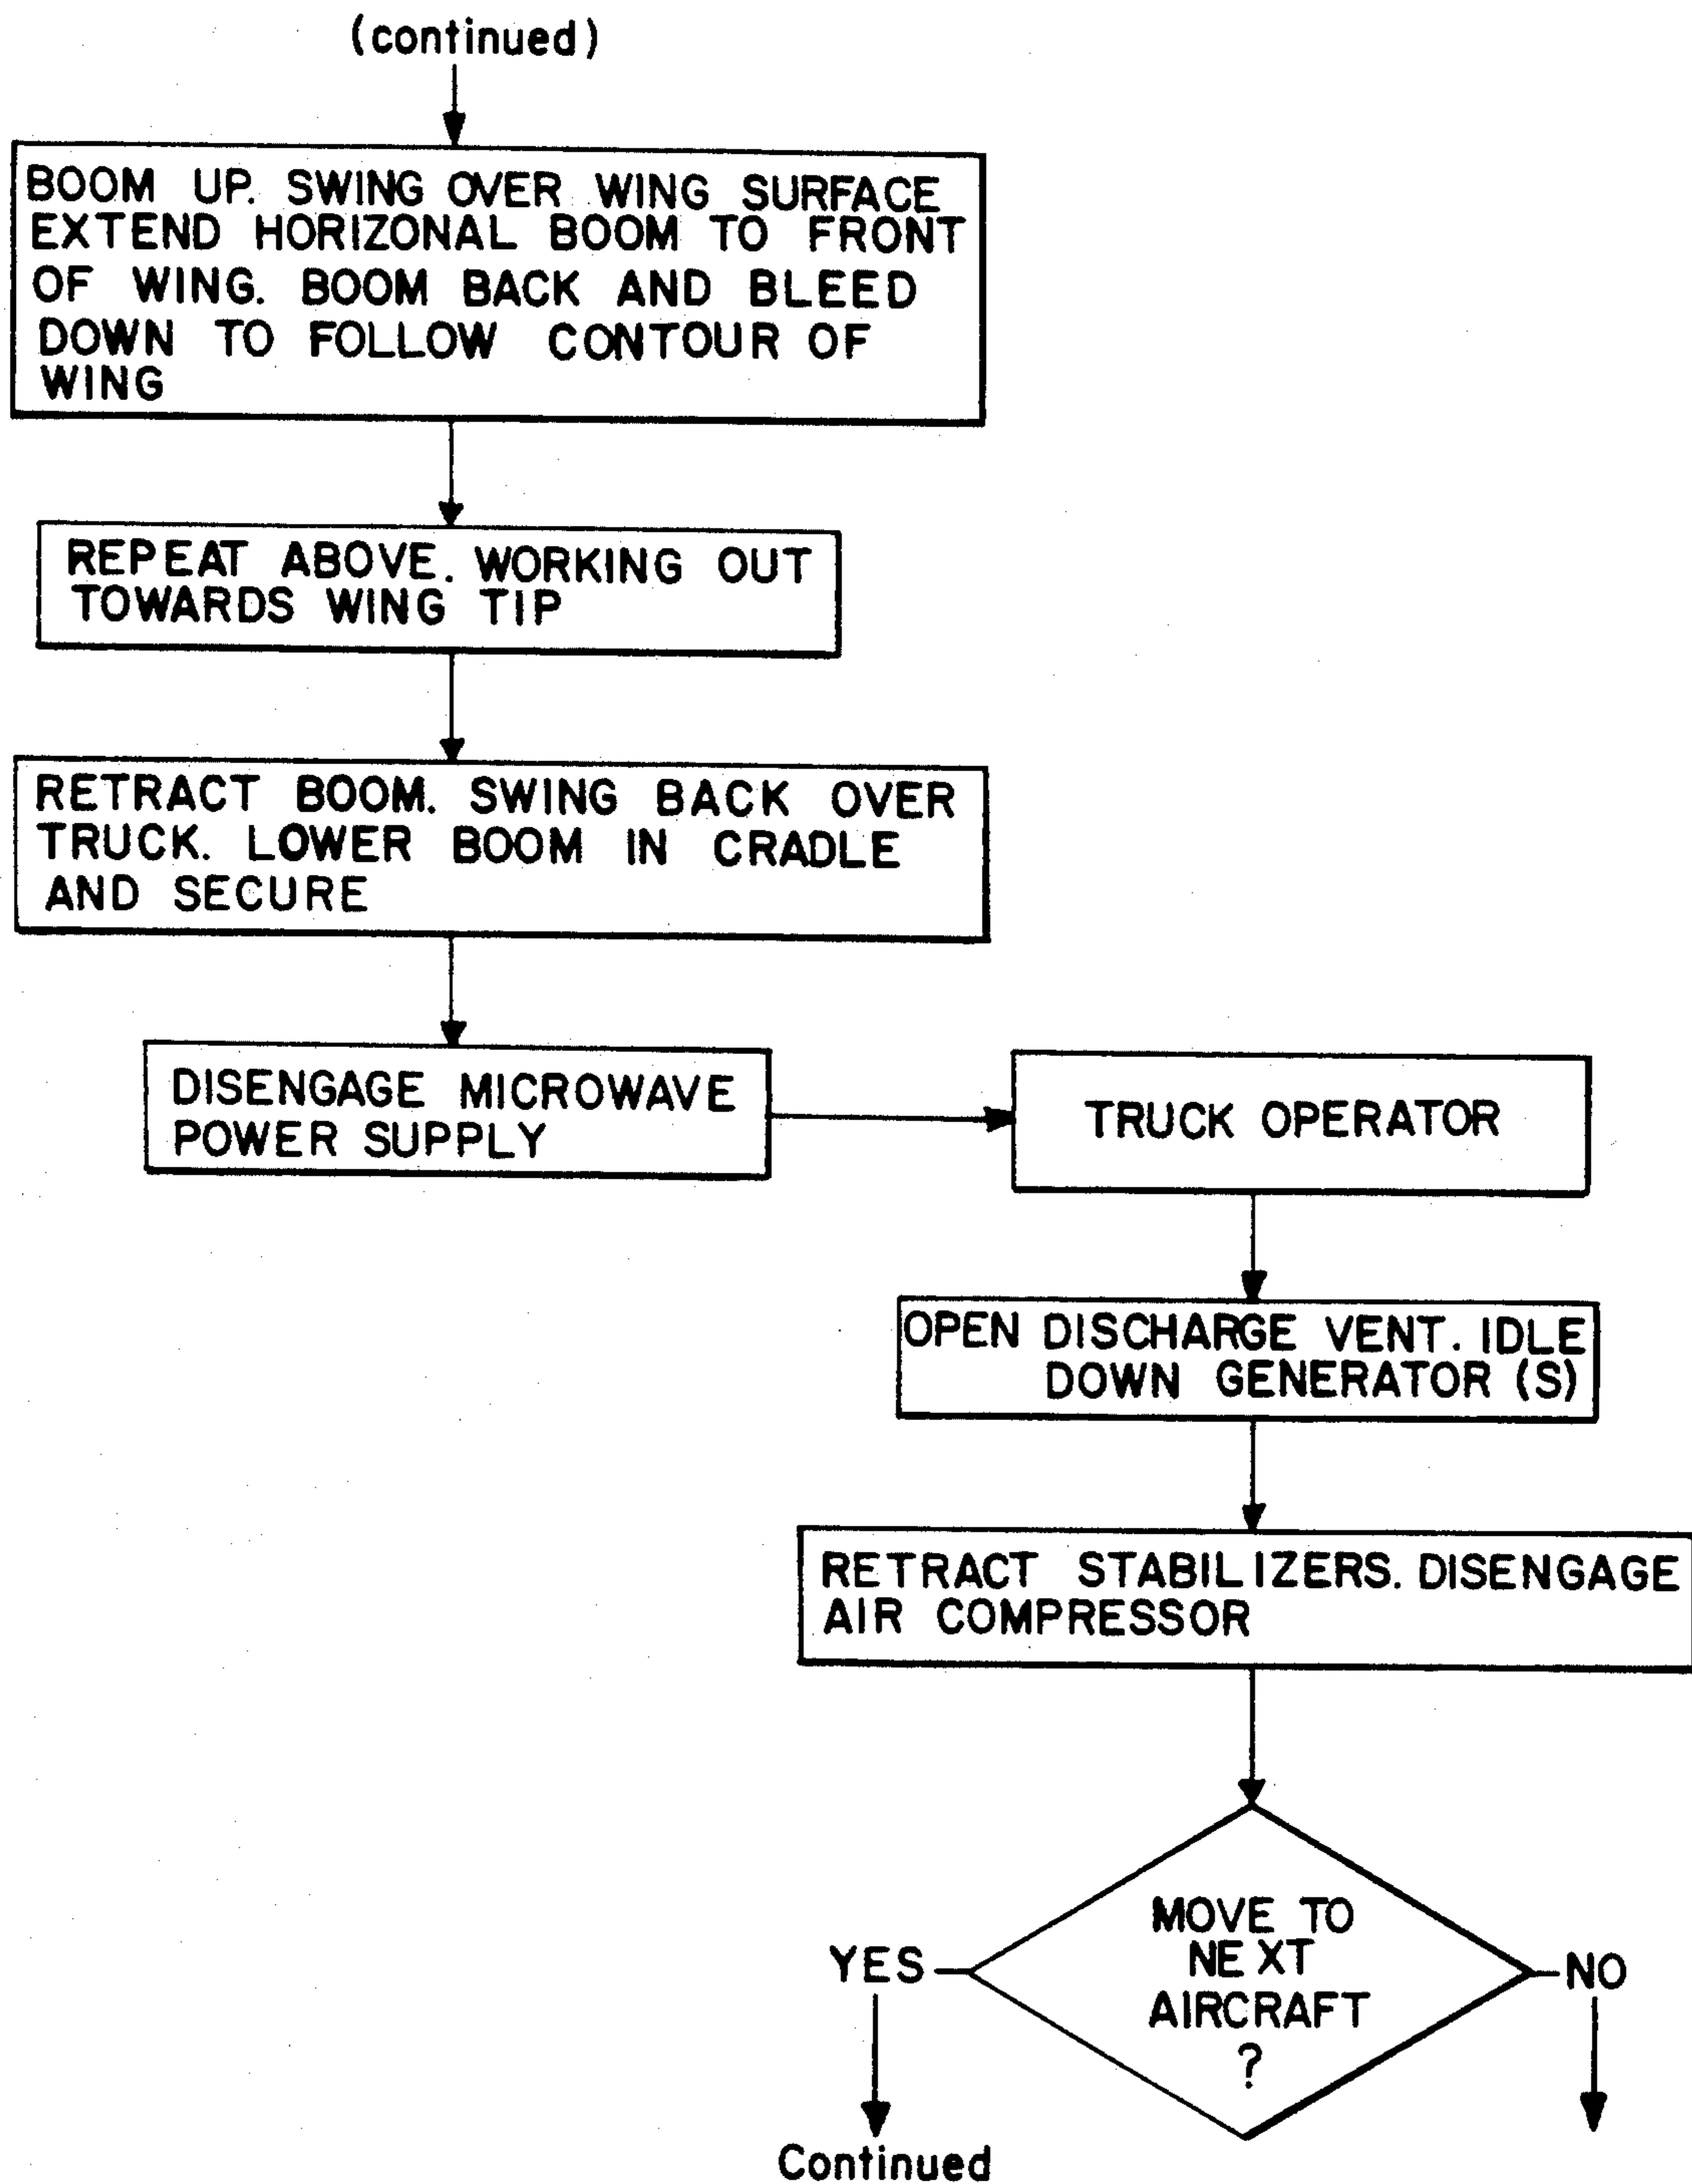 (continued)
BOOM UP. SWING OVER WING SURFACE
EXTEND HORIZONAL BOOM TO FRONT
OF WING. BOOM BACK AND BLEED
DOWN TO FOLLOW CONTOUR OF
WING
REPEAT ABOVE. WORKING OUT
TOWARDS WING TIP
RETRACT BOOM. SWING BACK OVER
TRUCK. LOWER BOOM IN CRADLE
AND SECURE
DISENGAGE MICROWAVE
POWER SUPPLY
TRUCK OPERATOR
OPEN DISCHARGE VENT. IDLE
DOWN GENERATOR (S)
RETRACT STABILIZERS. DISENGAGE
AIR COMPRESSOR
MOVE TO
NEXT
AIRCRAFT
?
YES
NO
Continued